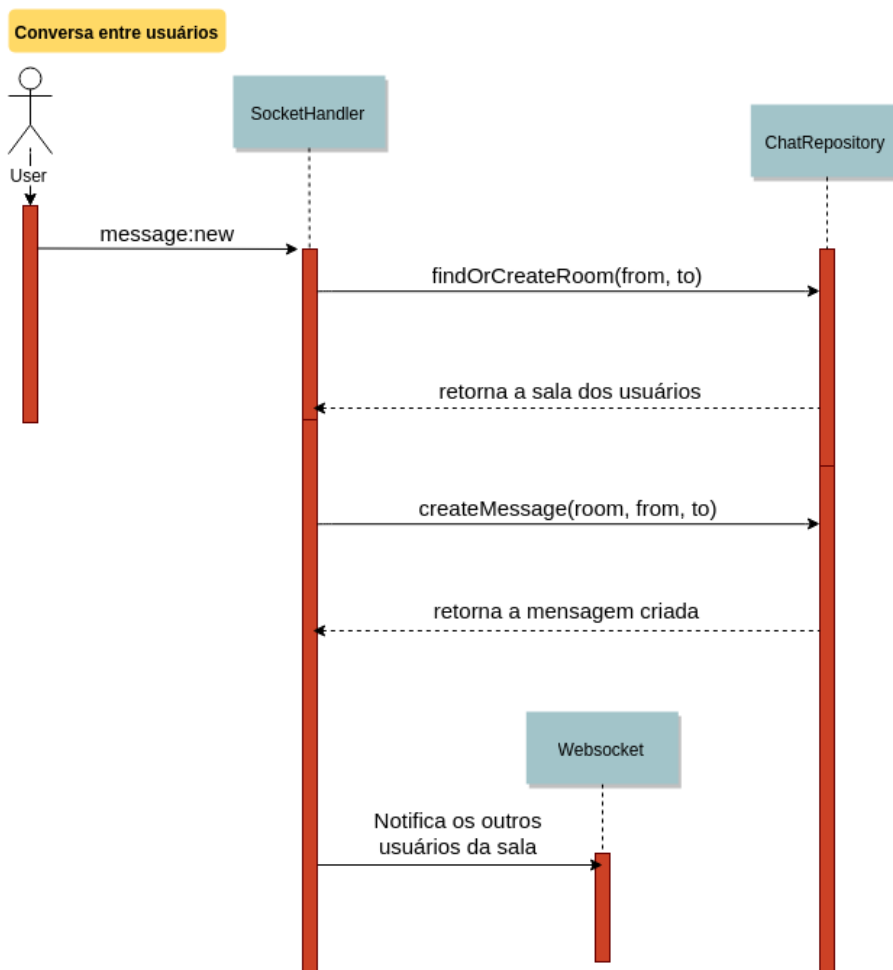 Conversa entre usuários
SocketHandler
ChatRepository
User
message:new
findOrCreateRoom(from, to)
retorna a sala dos usuários
createMessage(room, from, to)
retorna a mensagem criada
Websocket
Notifica os outros
usuários da sala